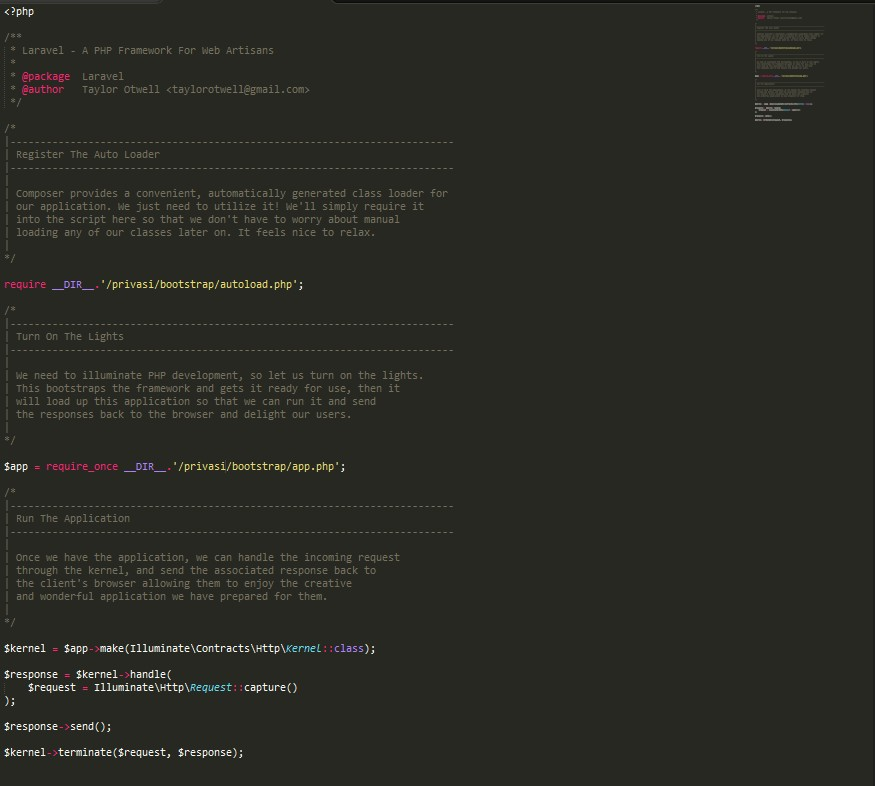 <?php
/**
 * Laravel - A PHP Framework For Web Artisans
 *
 * @package  Laravel
 * @author   Taylor Otwell <taylorotwell@gmail.com>
 */
/*
|--------------------------------------------------------------------------
| Register The Auto Loader
|--------------------------------------------------------------------------
|
| Composer provides a convenient, automatically generated class loader for
| our application. We just need to utilize it! We'll simply require it
| into the script here so that we don't have to worry about manual
| loading any of our classes later on. It feels nice to relax.
|
*/
require __DIR__.'/privasi/bootstrap/autoload.php';
/*
|--------------------------------------------------------------------------
| Turn On The Lights
|--------------------------------------------------------------------------
|
| We need to illuminate PHP development, so let us turn on the lights.
| This bootstraps the framework and gets it ready for use, then it
| will load up this application so that we can run it and send
| the responses back to the browser and delight our users.
|
*/
$app = require_once __DIR__.'/privasi/bootstrap/app.php';
/*
|--------------------------------------------------------------------------
| Run The Application
|--------------------------------------------------------------------------
|
| Once we have the application, we can handle the incoming request
| through the kernel, and send the associated response back to
| the client's browser allowing them to enjoy the creative
| and wonderful application we have prepared for them.
|
*/
$kernel = $app->make(Illuminate\Contracts\Http\Kernel::class);
$response = $kernel->handle(
    $request = Illuminate\Http\Request::capture()
);
$response->send();
$kernel->terminate($request, $response);